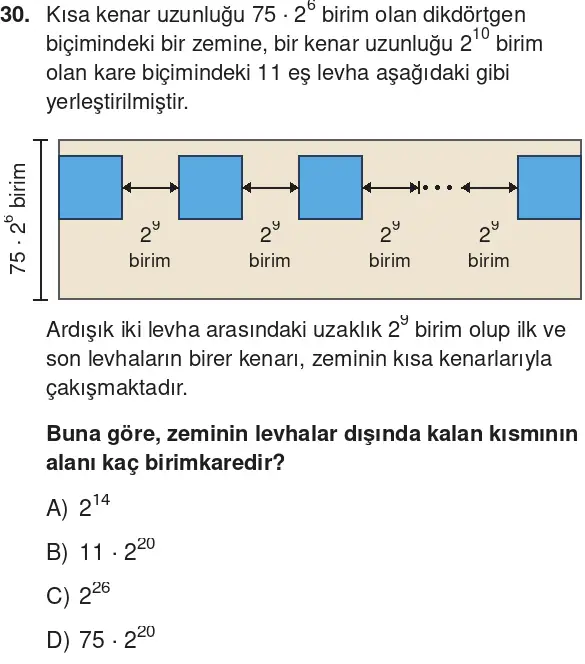 30. Kısa kenar uzunluğu 75 · 2⁶ birim olan dikdörtgen
biçimindeki bir zemine, bir kenar uzunluğu 2¹⁰ birim
olan kare biçimindeki 11 eş levha aşağıdaki gibi
yerleştirilmiştir.
75 · 2⁶ birim
2⁹ birim
2⁹ birim
2⁹ birim
2⁹ birim
Ardışık iki levha arasındaki uzaklık 2⁹ birim olup ilk ve
son levhaların birer kenarı, zeminin kısa kenarlarıyla
çakışmaktadır.
Buna göre, zeminin levhalar dışında kalan kısmının
alanı kaç birimkaredir?
A) 2¹⁴
B) 11 · 2²⁰
C) 2²⁶
D) 75 · 2²⁰